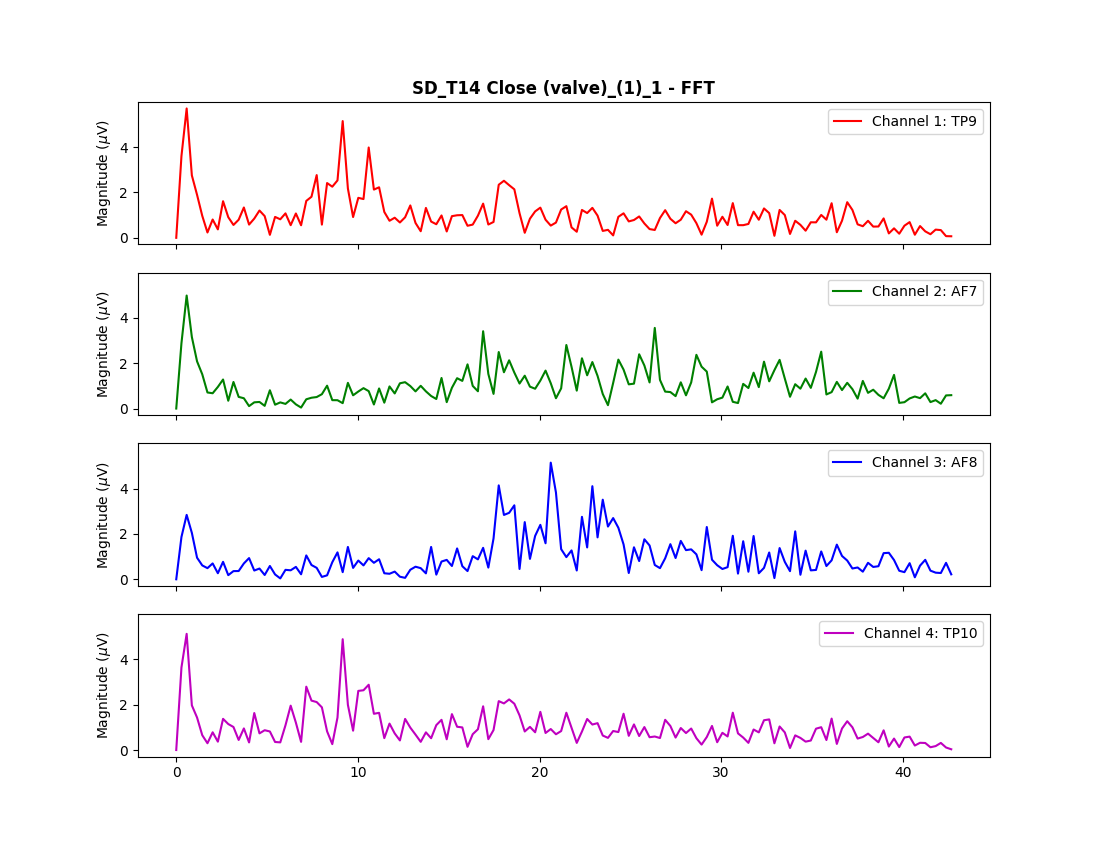 SD_T14 Close (valve)_(1)_1 - FFT
Magnitude (μV)
4
2
0
Channel 1: TP9
Magnitude (μV)
4
2
0
Channel 2: AF7
Magnitude (μV)
4
2
0
Channel 3: AF8
Magnitude (μV)
4
2
0
Channel 4: TP10
0 10 20 30 40